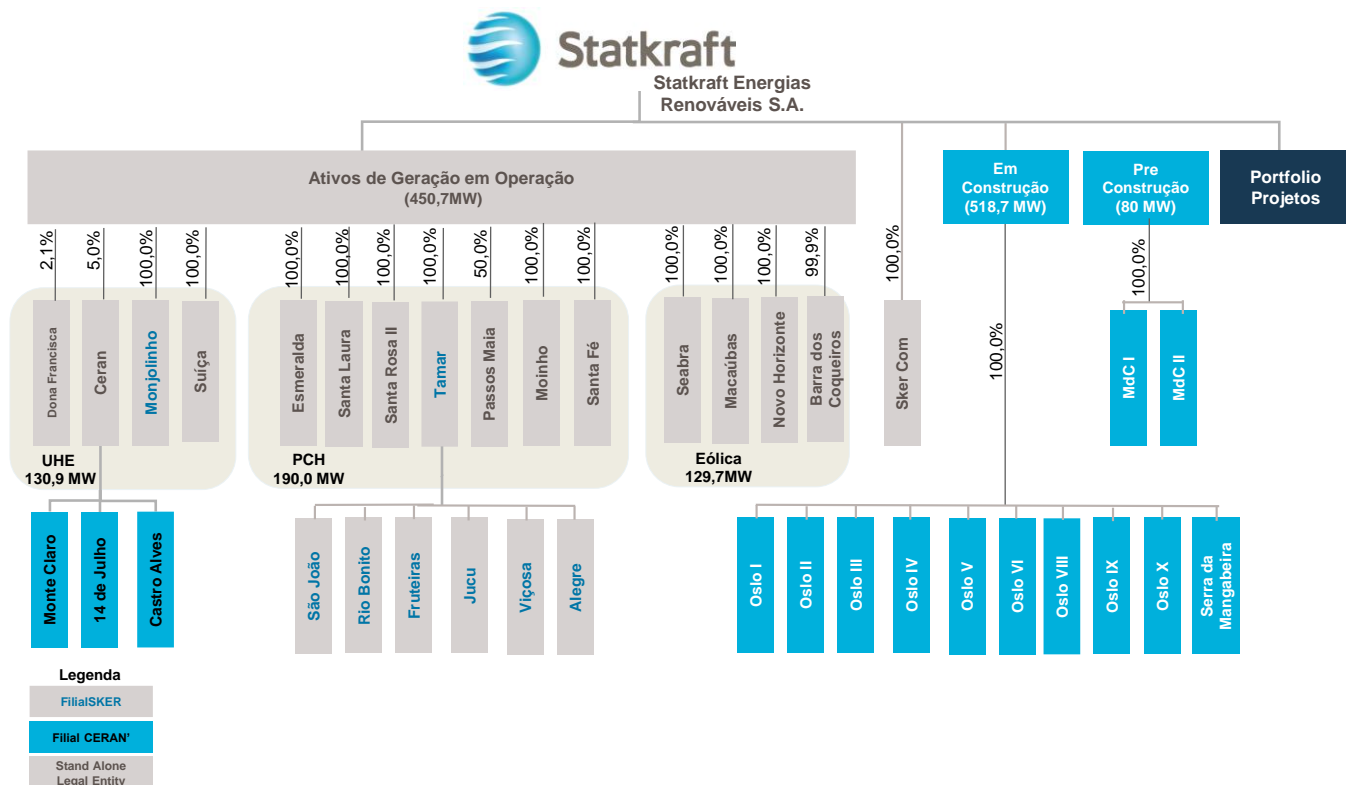 Statkraft
Statkraft Energias
Renováveis S.A.
Ativos de Geração em Operação
(450,7MW)
Em
Construção
(518,7 MW)
Pre
Construção
(80 MW)
Portfolio
Projetos
2,1%
5,0%
100,0%
100,0%
100,0%
100,0%
100,0%
100,0%
50,0%
100,0%
100,0%
100,0%
100,0%
100,0%
99,9%
100,0%
100,0%
100,0%
Dona Francisca
Ceran
Monjolinho
Suíça
UHE
130,9 MW
Esmeralda
Santa Laura
Santa Rosa II
Tamar
Passos Maia
Moinho
Santa Fé
PCH
190,0 MW
Seabra
Macaúbas
Novo Horizonte
Barra dos
Coqueiros
Eólica
129,7MW
Sker Com
MdC I
MdC II
Monte Claro
14 de Julho
Castro Alves
São João
Rio Bonito
Fruteiras
Jucu
Viçosa
Alegre
Oslo I
Oslo II
Oslo III
Oslo IV
Oslo V
Oslo VI
Oslo VIII
Oslo IX
Oslo X
Serra da
Mangabeira
Legenda
FilialSKER
Filial CERAN'
Stand Alone
Legal Entity